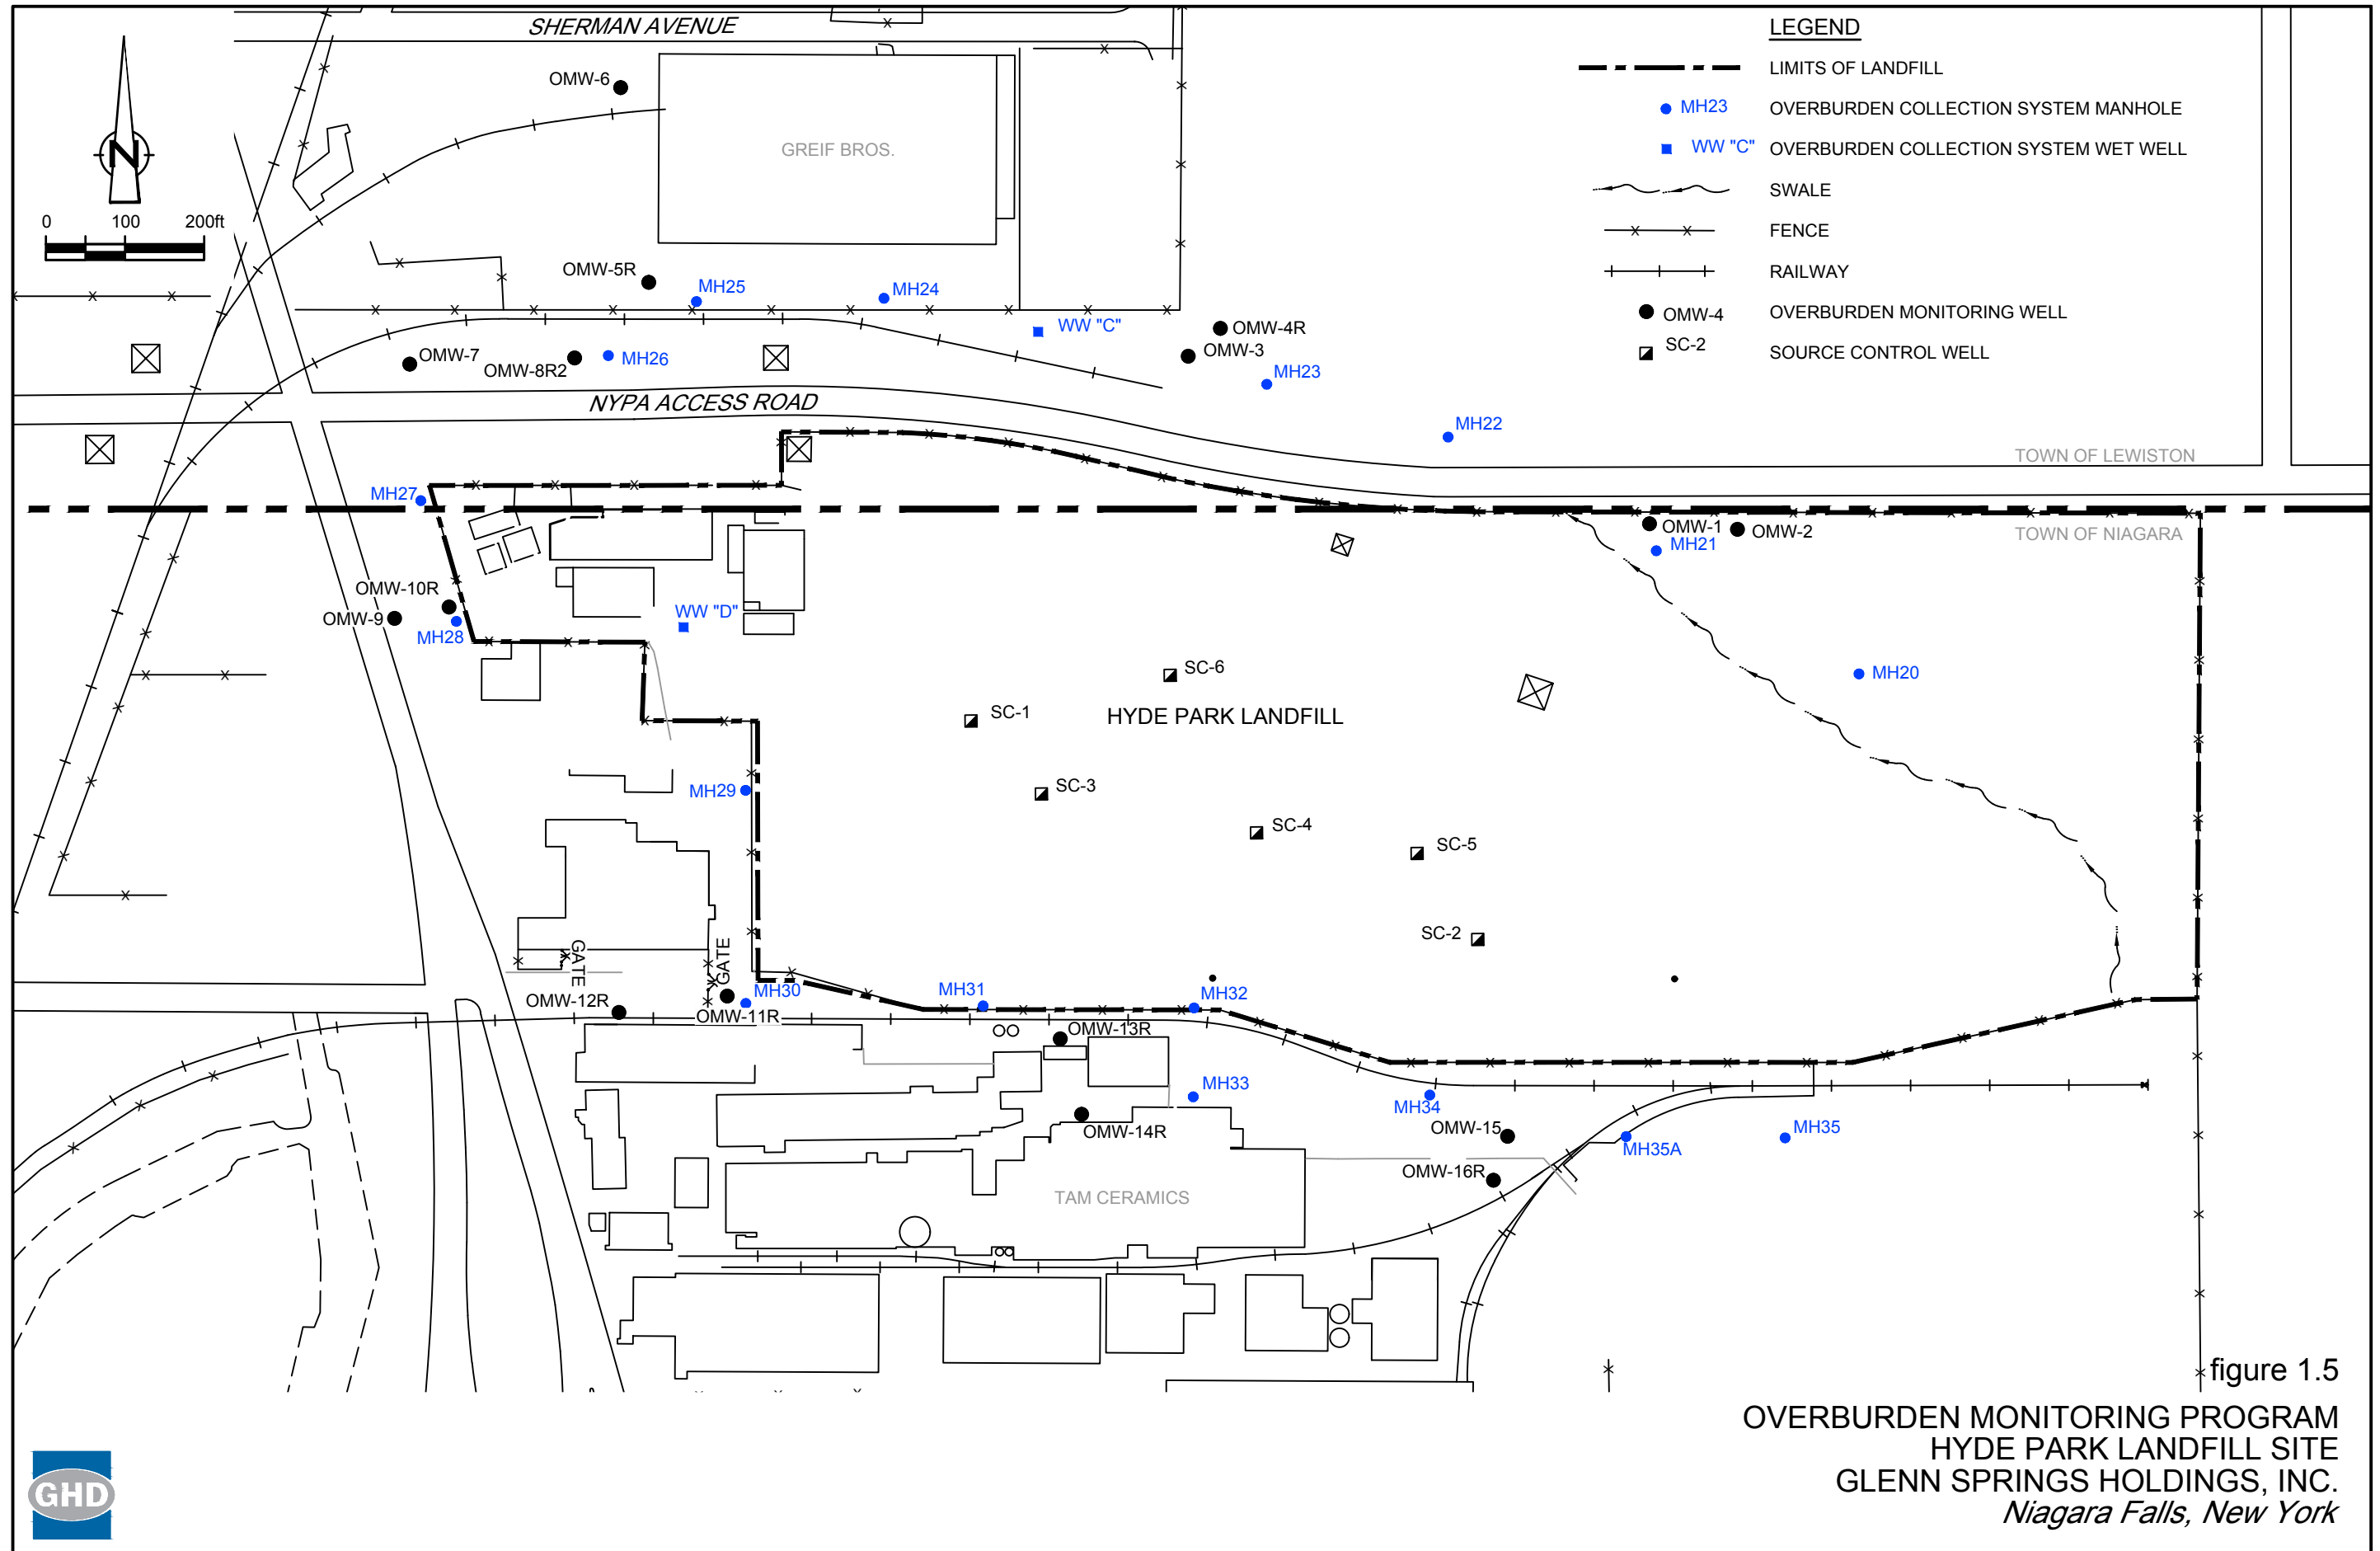 SHERMAN AVENUE
LEGEND
LIMITS OF LANDFILL
MH23 OVERBURDEN COLLECTION SYSTEM MANHOLE
WW "C" OVERBURDEN COLLECTION SYSTEM WET WELL
SWALE
FENCE
RAILWAY
OMW-4 OVERBURDEN MONITORING WELL
SC-2 SOURCE CONTROL WELL
N
0 100 200ft
OMW-6
GREIF BROS.
OMW-5R
MH25
MH24
WW "C"
OMW-4R
OMW-3
OMW-7
OMW-8R2
MH26
MH23
NYPA ACCESS ROAD
MH22
TOWN OF LEWISTON
MH27
OMW-1
OMW-2
TOWN OF NIAGARA
MH21
OMW-10R
OMW-9
MH28
WW "D"
SC-6
MH20
SC-1
HYDE PARK LANDFILL
MH29
SC-3
SC-4
SC-5
SC-2
GATE
GATE
OMW-12R
MH30
MH31
MH32
OMW-11R
OMW-13R
MH33
MH34
OMW-14R
OMW-15
MH35
MH35A
OMW-16R
TAM CERAMICS
figure 1.5
OVERBURDEN MONITORING PROGRAM
HYDE PARK LANDFILL SITE
GLENN SPRINGS HOLDINGS, INC.
Niagara Falls, New York
GHD